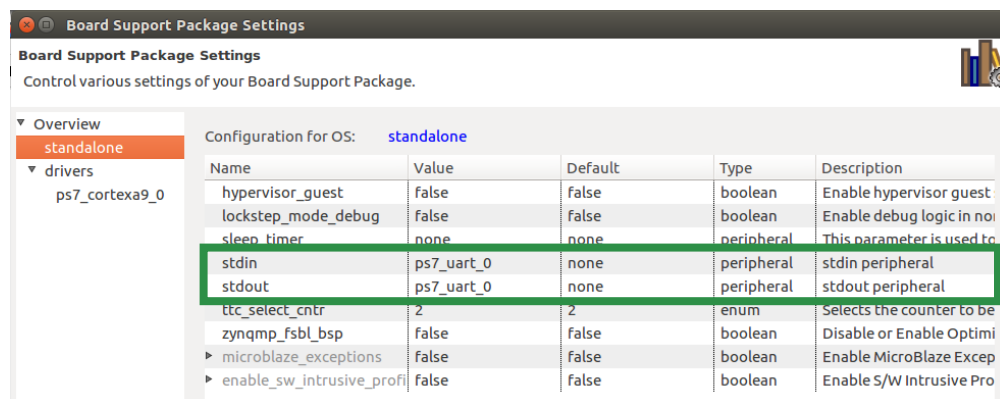 Board Support Package Settings
Board Support Package Settings
Control various settings of your Board Support Package.
Overview
standalone
drivers
ps7_cortexa9_0
Configuration for OS: standalone
Name Value Default Type Description
hypervisor_guest false false boolean Enable hypervisor guest
lockstep_mode_debug false false boolean Enable debug logic in no
sleep_timer none none peripheral This parameter is used to
stdin ps7_uart_0 none peripheral stdin peripheral
stdout ps7_uart_0 none peripheral stdout peripheral
ttc_select_cntr 2 2 enum Selects the counter to be
zynqmp_fsbl_bsp false false boolean Disable or Enable Optimi
microblaze_exceptions false false boolean Enable MicroBlaze Excep
enable_sw_intrusive_profi false false boolean Enable S/W Intrusive Pro